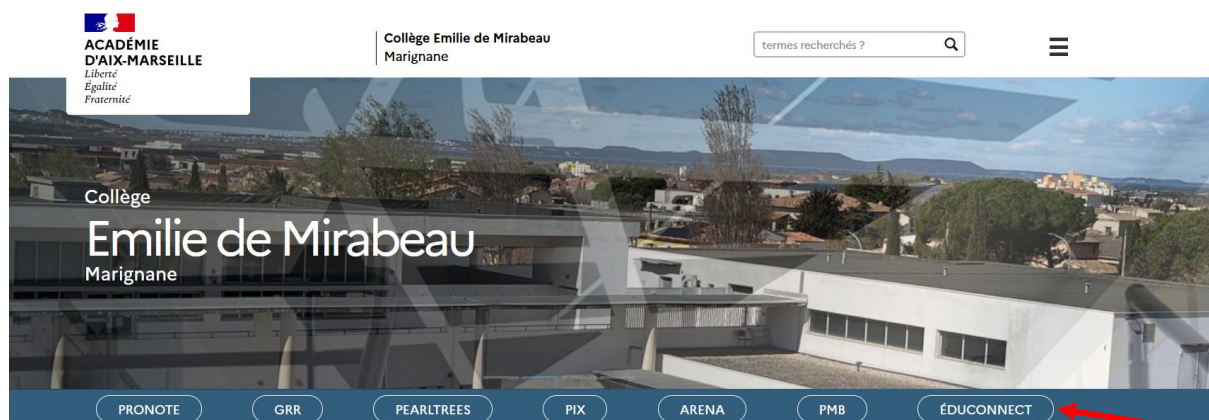 ACADÉMIE
D'AIX-MARSEILLE
Liberté
Égalité
Fraternité
Collège Emilie de Mirabeau
Marignane
termes recherchés ?
Collège
Emilie de Mirabeau
Marignane
PRONOTE GRR PEARLTREES PIX ARENA PMB ÉDUCONNECT